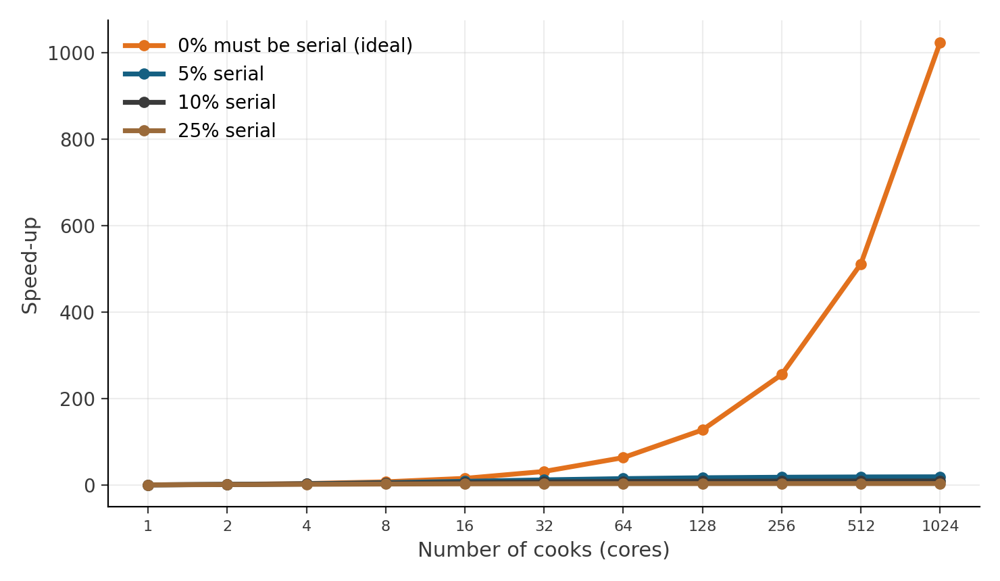 0% must be serial (ideal)
5% serial
10% serial
25% serial
Speed-up
1000
800
600
400
200
0
1 2 4 8 16 32 64 128 256 512 1024
Number of cooks (cores)